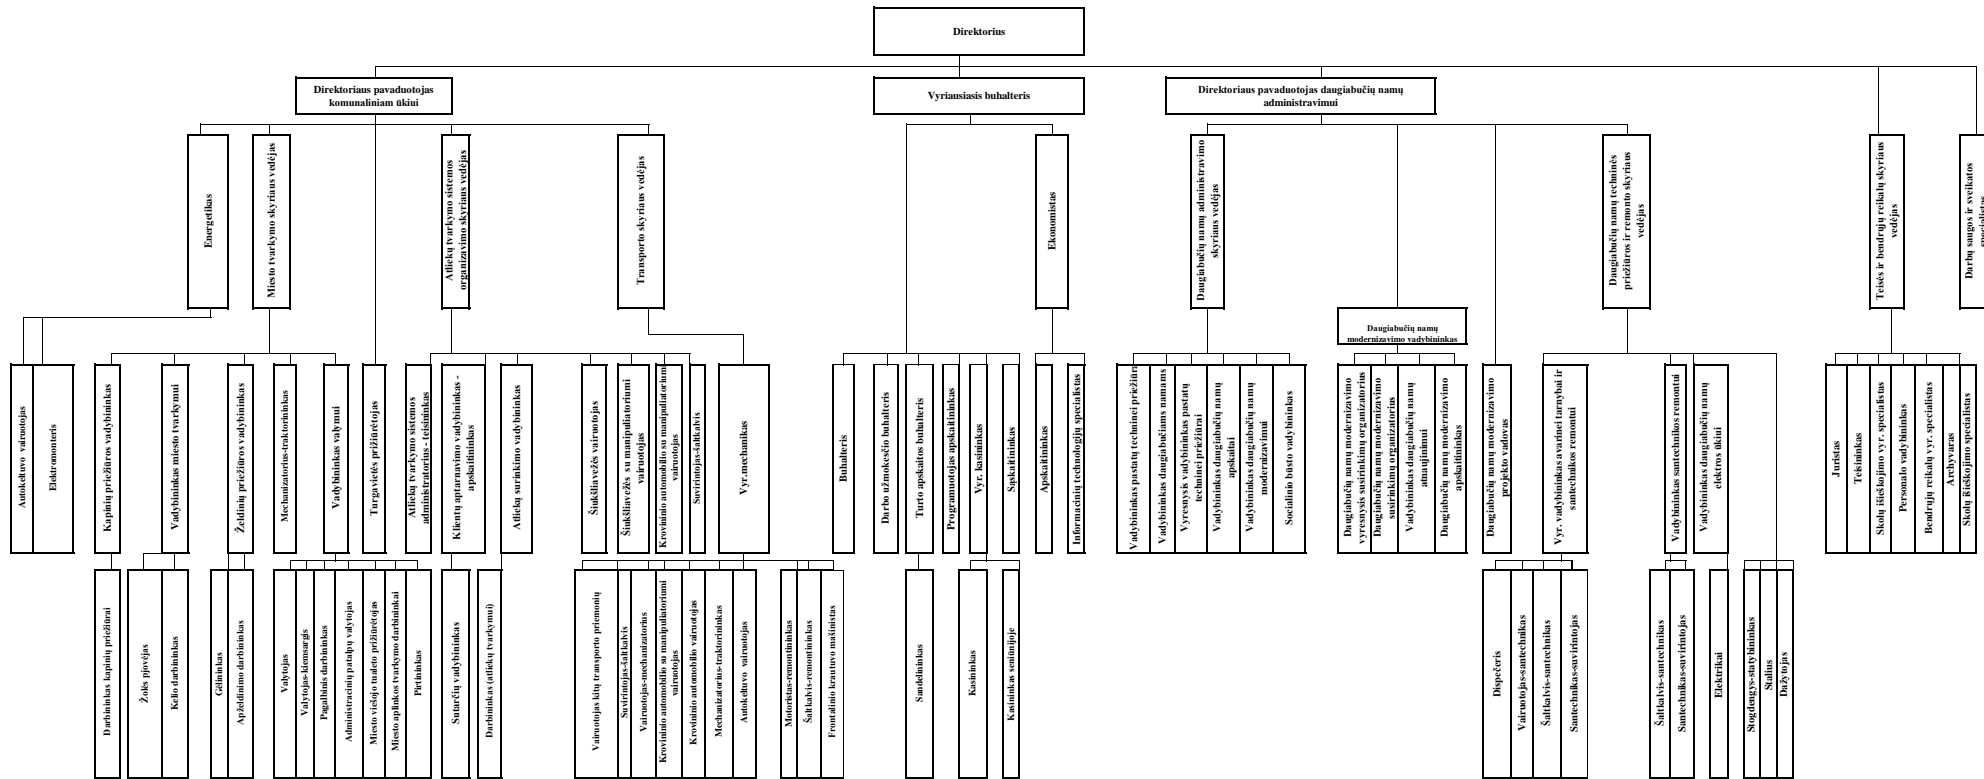 Direktorius
Direktoriaus pavaduotojas
komunaliniam ūkiui
Vyriausiasis buhalteris
Direktoriaus pavaduotojas daugiabučių namų
administravimui
Energetikas
Miesto tvarkymo skyriaus vedėjas
Atliekų tvarkymo sistemos
organizavimo skyriaus vedėjas
Transporto skyriaus vedėjas
Ekonomistas
Daugiabučių namų administravimo
skyriaus vedėjas
Daugiabučių namų techninės
priežiūros ir remonto skyriaus
vedėjas
Teisės ir bendrųjų reikalų skyriaus
vedėjas
Darbų saugos ir sveikatos
specialistas
Daugiabučių namų
modernizavimo vadybininkas
Autokeltuvo vairuotojas
Elektromonteris
Kapinių priežiūros vadybininkas
Vadybininkas miesto tvarkymui
Želdinių priežiūros vadybininkas
Mechanizatorius-traktorininkas
Vadybininkas valymui
Turgavietės prižiūrėtojas
Atliekų tvarkymo sistemos
administratorius - teisininkas
Klientų aptaravimo vadybininkas -
apskaitininkas
Atliekų surinkimo vadybininkas
Šiukšliavežės vairuotojas
Šiukšliavežės su manipuliatoriumi
vairuotojas
Krovininio automobilio su manipuliatoriumi
vairuotojas
Suvirintojas-šaltkalvis
Vyr.mechanikas
Buhalteris
Darbo užmokesčio buhalteris
Turto apskaitos buhalteris
Programuotojas apskaitininkas
Vyr. kasininkas
Sąskaitininkas
Apskaitininkas
Informacinių technologijų specialistas
Vadybininkas pastatų techninei priežiūrai
Vadybininkas daugiabučiams namams
Vyresnysis vadybininkas pastatų
techninei priežiūrai
Vadybininkas daugiabučių namų
apskaitai
Vadybininkas daugiabučių namų
modernizavimui
Socialinio būsto vadybininkas
Daugiabučių namų modernizavimo
vyresnysis susirinkimų organizatorius
Daugiabučių namų modernizavimo
susirinkimų organizatorius
Vadybininkas daugiabučių namų
atnaujinimui
Daugiabučių namų modernizavimo
apskaitininkas
Daugiabučių namų modernizavimo
projekto vadovas
Vyr. vadybininkas avarinei tarnybai ir
santechnikos remontui
Vadybininkas santechnikos remontui
Vadybininkas daugiabučių namų
elektros ūkiui
Juristas
Teisininkas
Skolų išieškojimo vyr. specialistas
Personalo vadybininkas
Bendrųjų reikalų vyr. specialistas
Archyvaras
Skolų išieškojimo specialistas
Darbininkas kapinių priežiūrai
Žolės pjovėjas
Kelio darbininkas
Gėlininkas
Apželdinimo darbininkas
Valytojas
Valytojas-kiemsargis
Pagalbinis darbininkas
Administracinių patalpų valytojas
Miesto viešojo tualeto prižiūrėtojas
Miesto aplinkos tvarkymo darbininkai
Pirtininkas
Sutarčių vadybininkas
Darbininkas (atliekų tvarkymui)
Vairuotojas kitų transporto priemonių
Suvirintojas-šaltkalvis
Vairuotojas-mechanizatorius
Krovininio automobilio su manipuliatoriumi
vairuotojas
Krovininio automobilio vairuotojas
Mechanizatorius-traktorininkas
Autokeltuvo vairuotojas
Motoristas-remontininkas
Šaltkalvis-remontininkas
Frontalinio krautuvo mašinistas
Sandelininkas
Kasininkas
Kasininkas seniūnijoje
Dispečeris
Vairuotojas-santechnikas
Šaltkalvis-santechnikas
Santechnikas-suvirintojas
Šaltkalvis-santechnikas
Santechnikas-suvirintojas
Elektrikai
Stogdengys-statybininkas
Stalius
Dažytojas